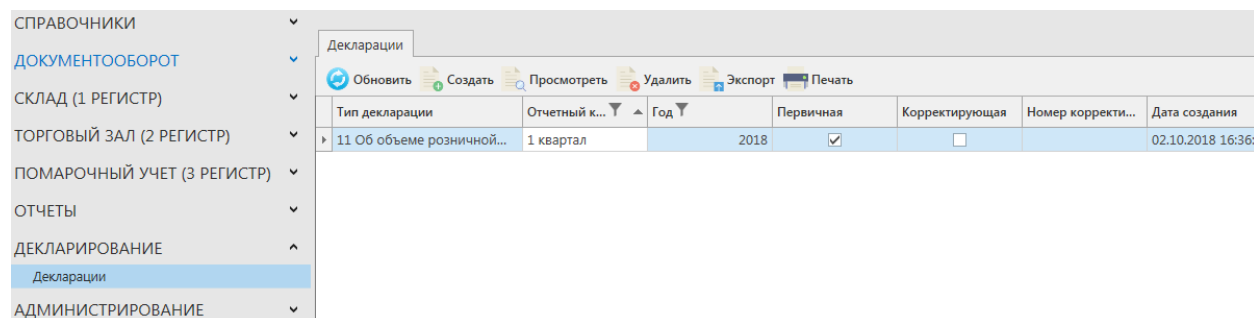 СПРАВОЧНИКИ
ДОКУМЕНТООБОРОТ
СКЛАД (1 РЕГИСТР)
ТОРГОВЫЙ ЗАЛ (2 РЕГИСТР)
ПОМАРОЧНЫЙ УЧЕТ (3 РЕГИСТР)
ОТЧЕТЫ
ДЕКЛАРИРОВАНИЕ
Декларации
АДМИНИСТРИРОВАНИЕ
Декларации
Обновить Создать Просмотреть Удалить Экспорт Печать
Тип декларации Отчетный к... Год Первичная Корректирующая Номер корректи... Дата создания
11 Об объеме розничной... 1 квартал 2018 02.10.2018 16:36: